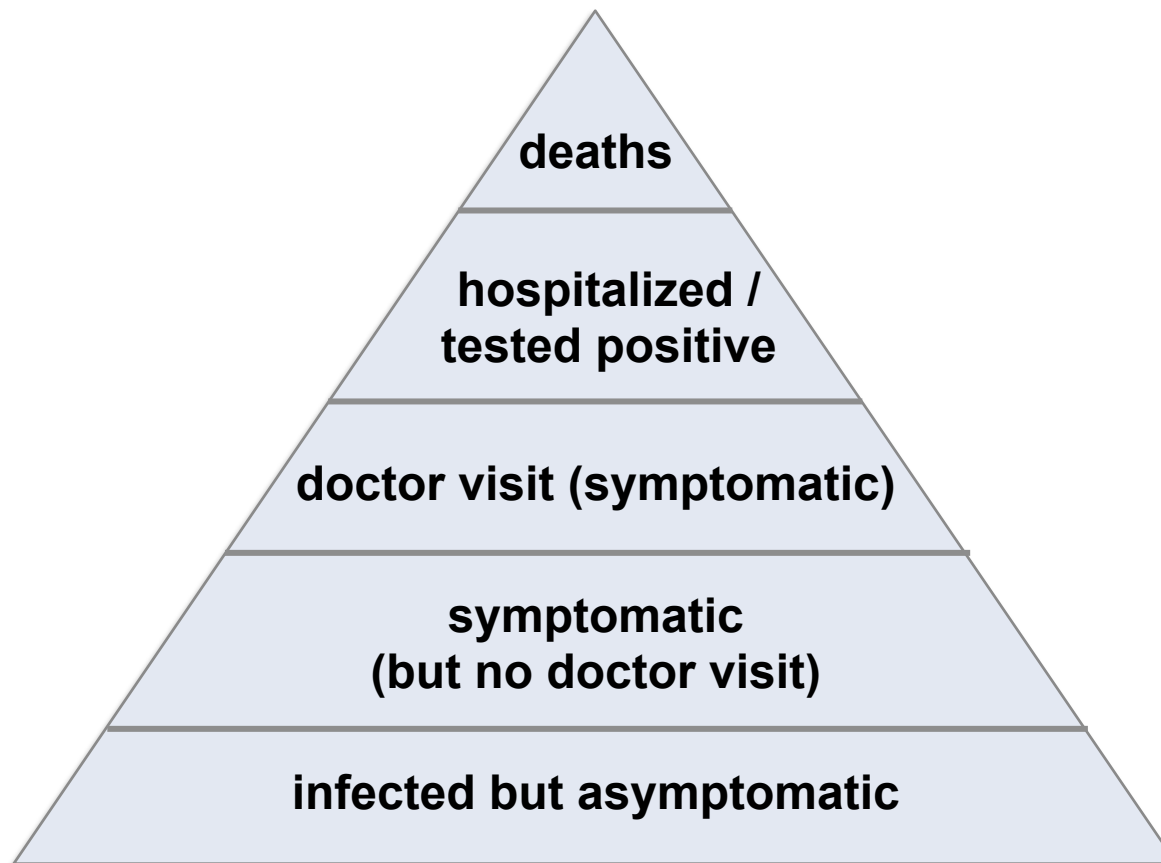 deaths
hospitalized /
tested positive
doctor visit (symptomatic)
symptomatic
(but no doctor visit)
infected but asymptomatic